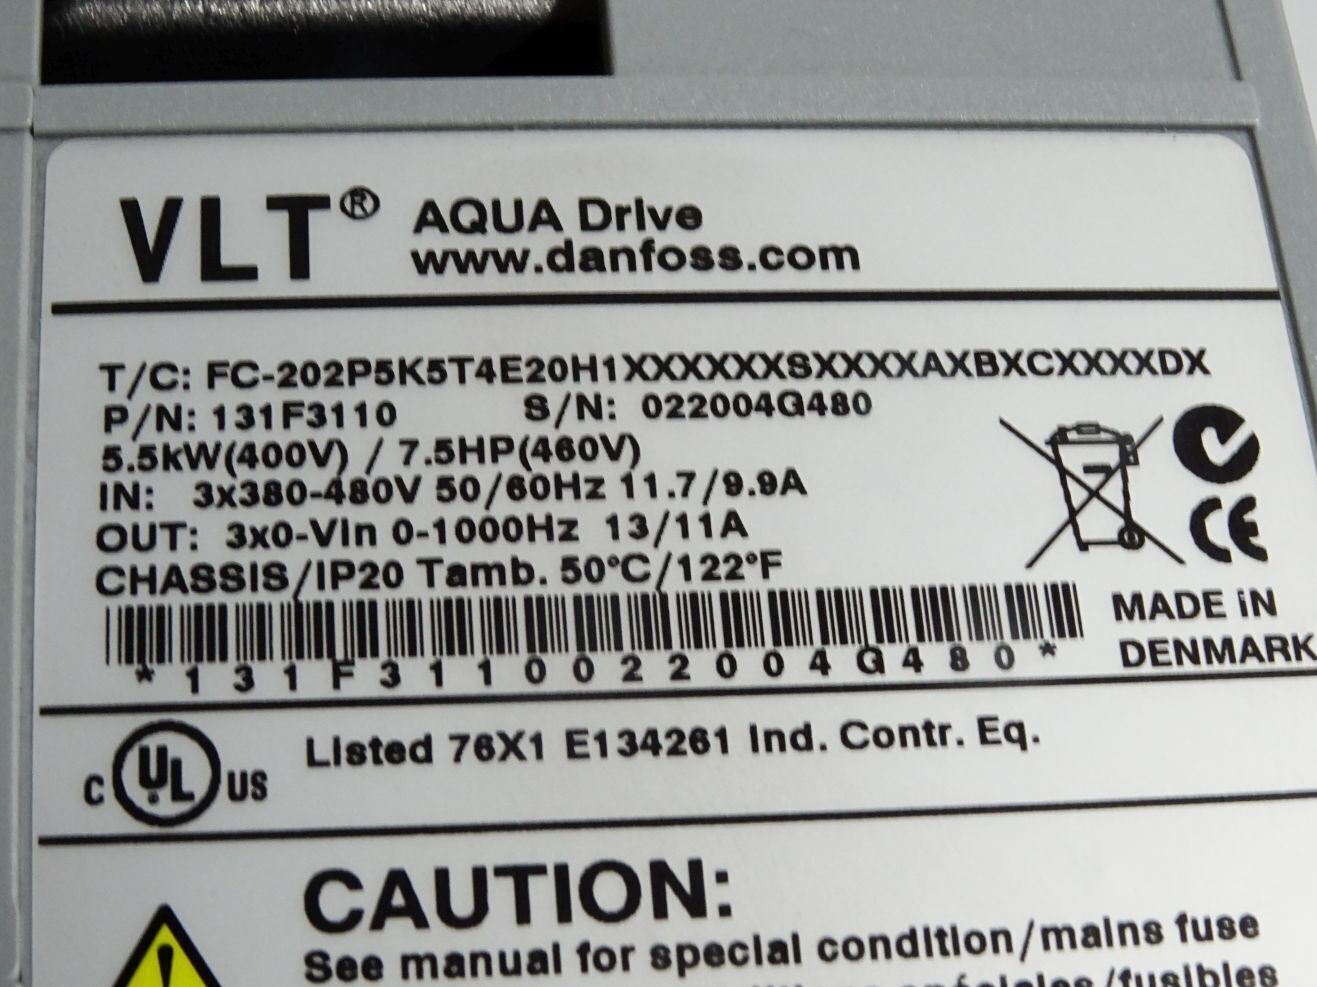 VLT® AQUA Drive
www.danfoss.com
T/C: FC-202P5K5T4E20H1XXXXXXSXXXXAXBXCXXXXDX
P/N: 131F3110 S/N: 022004G480
5.5kW(400V) / 7.5HP(460V)
IN: 3x380-480V 50/60Hz 11.7/9.9A
OUT: 3x0-Vin 0-1000Hz 13/11A
CHASSIS/IP20 Tamb. 50°C/122°F
*131F3110022004G480*
CE
MADE IN
DENMARK
C UL US
Listed 76X1 E134261 Ind. Contr. Eq.
CAUTION:
See manual for special condition/mains fuse
spéciales/fusibles